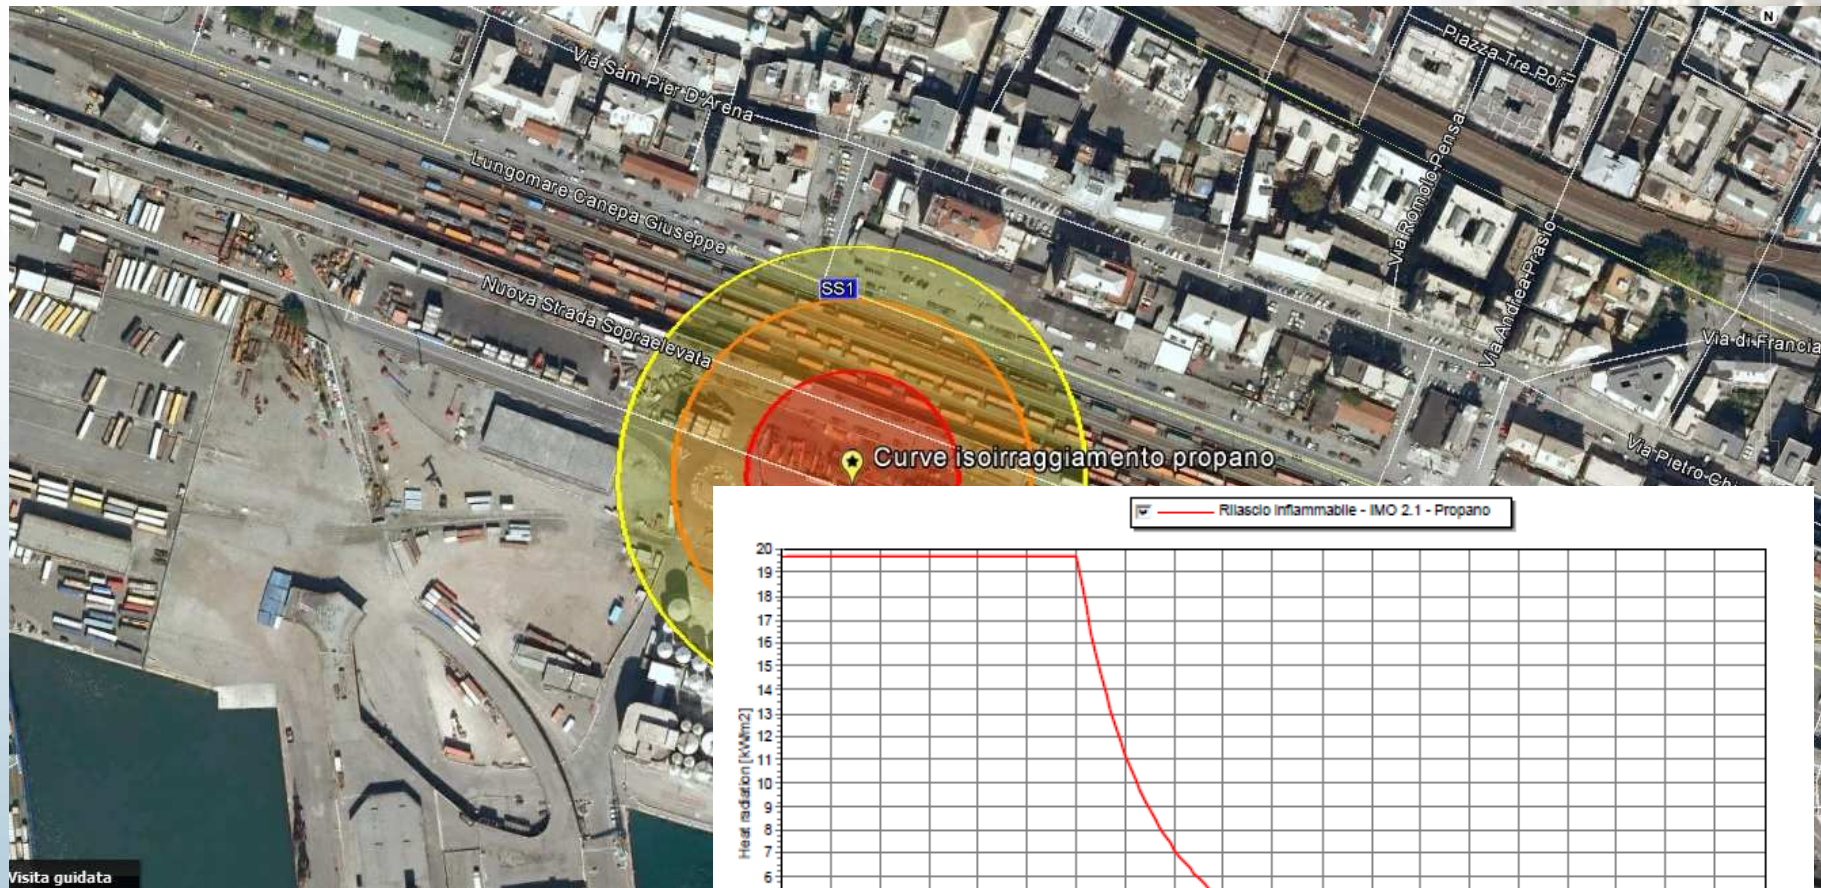 N
Piazza Tre Ponti
Via Sam Pier D'Arena
Via Romolo Pensa
Lungomare Canepa Giuseppe
Via Andrea Prasio
SS1
Nuova Strada Sopraelevata
Via di Francia
Curve isoirraggiamento propano
Via Pietro Chi
Rilascio infiammabile - IMO 2.1 - Propano
20
19
18
17
16
15
14
13
12
11
10
9
8
7
6
Heat radiation [kW/m2]
Visita guidata